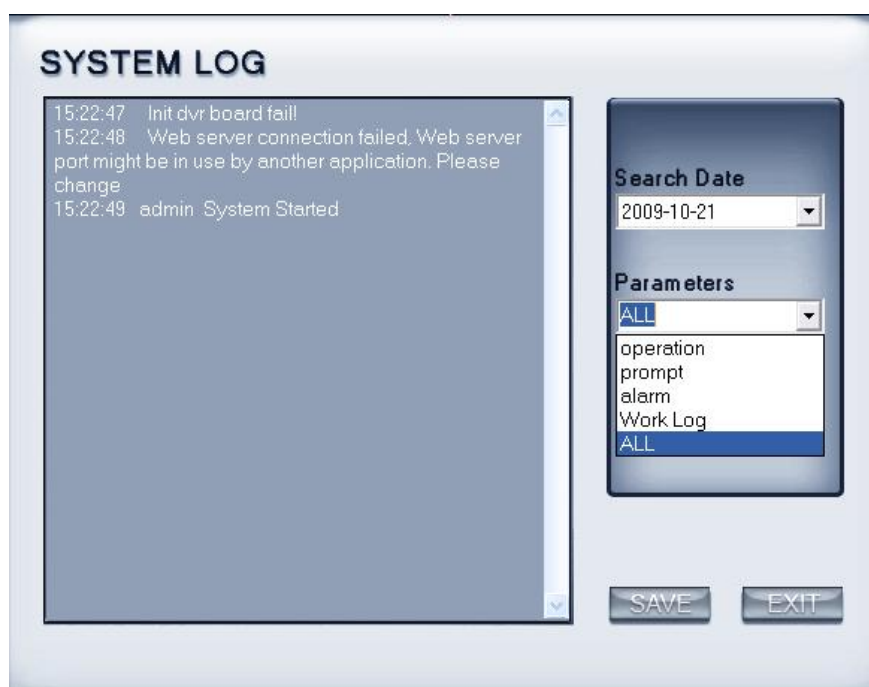 SYSTEM LOG
15:22:47 Init dvr board fail!
15:22:48 Web server connection failed, Web server
port might be in use by another application. Please
change
15:22:49 admin System Started
Search Date
2009-10-21
Parameters
ALL
operation
prompt
alarm
Work Log
ALL
SAVE EXIT